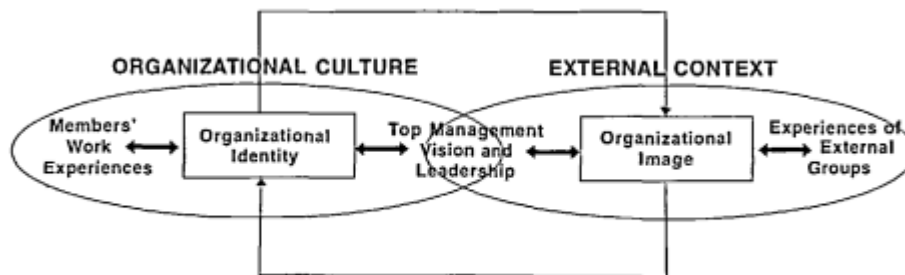 ORGANIZATIONAL CULTURE
EXTERNAL CONTEXT
Members'
Work
Experiences
Organizational
Identity
Top Management
Vision and
Leadership
Organizational
Image
Experiences of
External
Groups